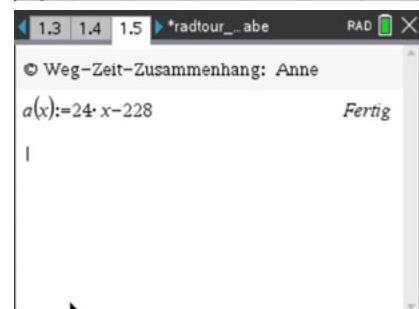 1.3 1.4 1.5 *radtour_…abe RAD
© Weg-Zeit-Zusammenhang: Anne
a(x):=24·x−228 Fertig